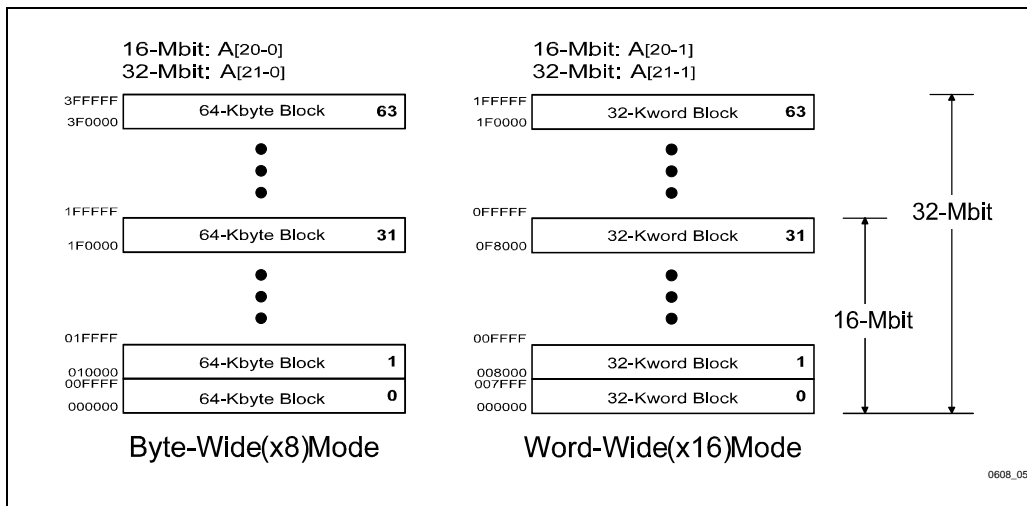 16-Mbit: A[20-0]
32-Mbit: A[21-0]
3FFFFF
3F0000
64-Kbyte Block 63
1FFFFF
1F0000
64-Kbyte Block 31
01FFFF
010000
64-Kbyte Block 1
00FFFF
000000
64-Kbyte Block 0
Byte-Wide(x8)Mode
16-Mbit: A[20-1]
32-Mbit: A[21-1]
1FFFFF
1F0000
32-Kword Block 63
0FFFFF
0F8000
32-Kword Block 31
00FFFF
008000
32-Kword Block 1
007FFF
000000
32-Kword Block 0
Word-Wide(x16)Mode
32-Mbit
16-Mbit
0608_05